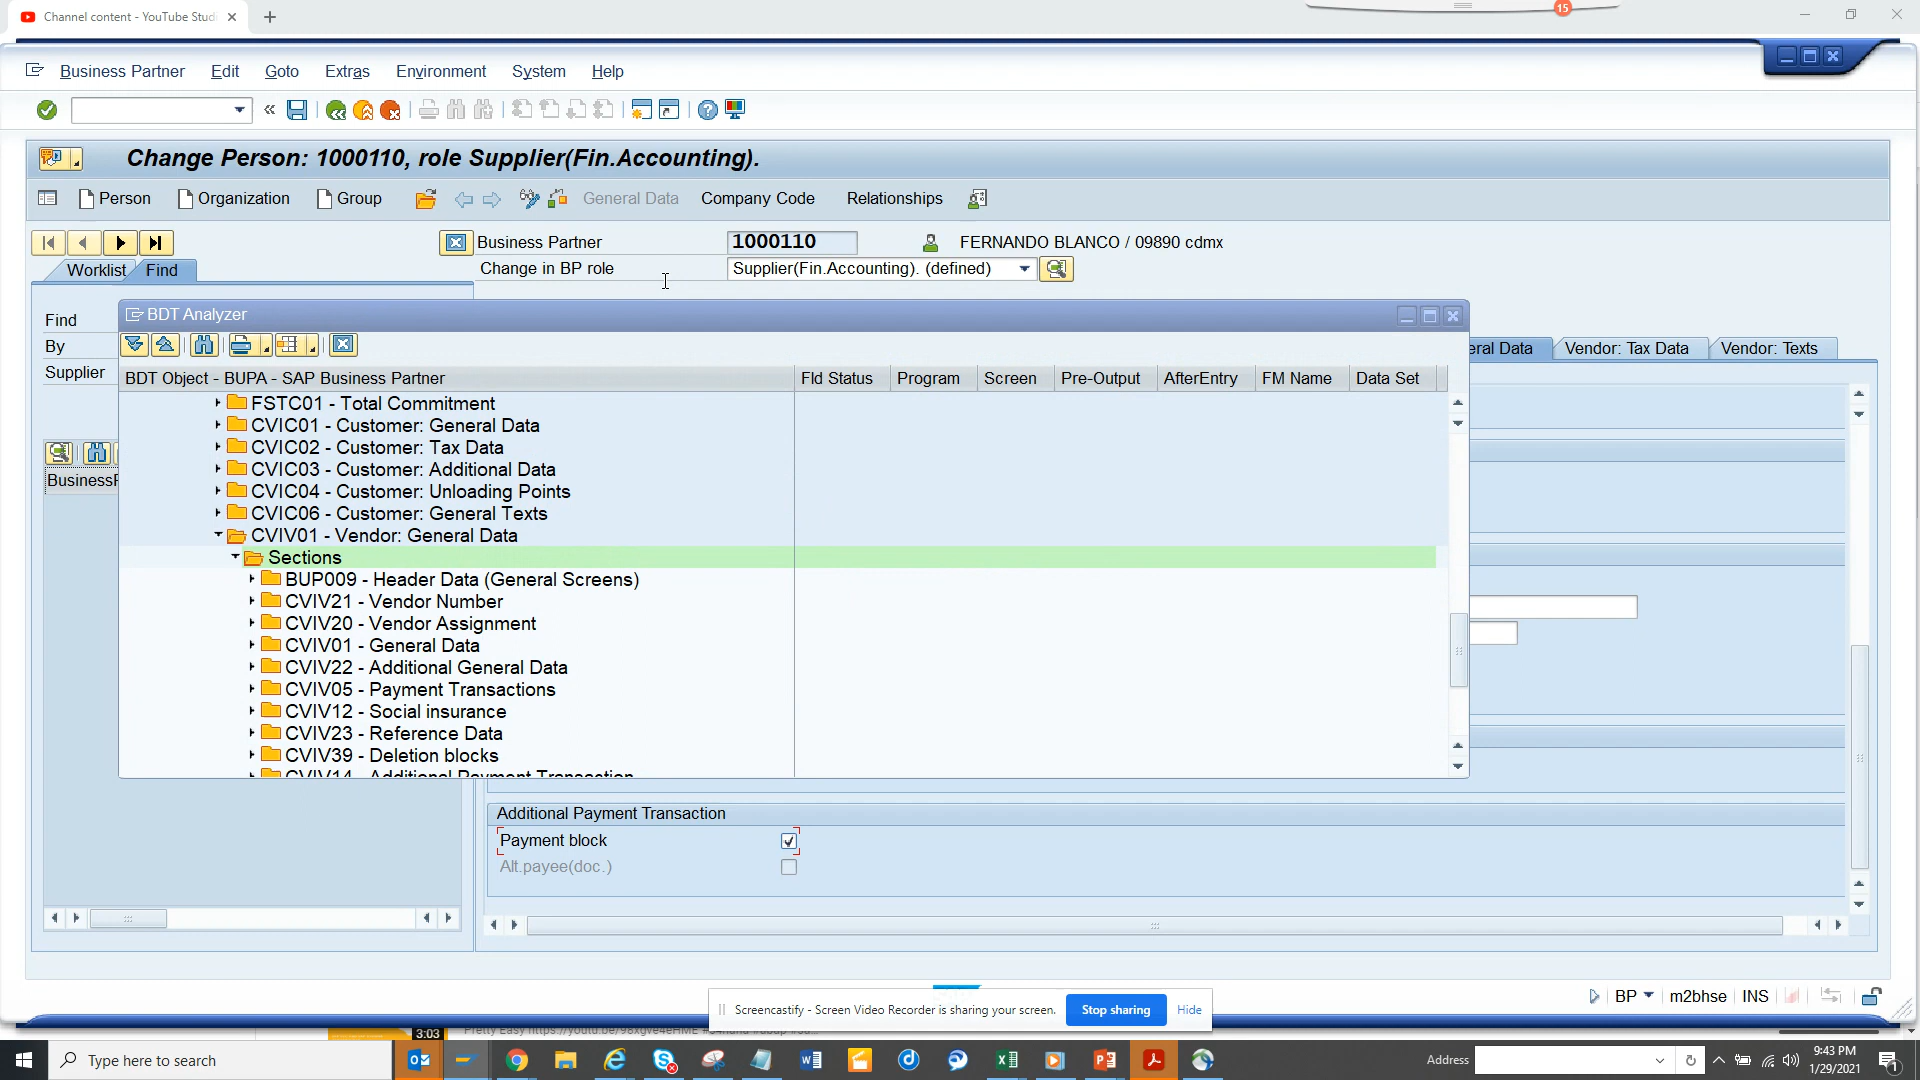 Channel content - YouTube Stud
15
Business Partner Edit Goto Extras Environment System Help
Change Person: 1000110, role Supplier(Fin.Accounting).
Person Organization Group General Data Company Code Relationships
Business Partner 1000110 FERNANDO BLANCO / 09890 cdmx
Worklist Find
Change in BP role Supplier(Fin.Accounting). (defined)
Find
By
Supplier
BusinessP
BDT Analyzer
eral Data Vendor: Tax Data Vendor: Texts
BDT Object - BUPA - SAP Business Partner Fld Status Program Screen Pre-Output AfterEntry FM Name Data Set
FSTC01 - Total Commitment
CVIC01 - Customer: General Data
CVIC02 - Customer: Tax Data
CVIC03 - Customer: Additional Data
CVIC04 - Customer: Unloading Points
CVIC06 - Customer: General Texts
CVIV01 - Vendor: General Data
Sections
BUP009 - Header Data (General Screens)
CVIV21 - Vendor Number
CVIV20 - Vendor Assignment
CVIV01 - General Data
CVIV22 - Additional General Data
CVIV05 - Payment Transactions
CVIV12 - Social insurance
CVIV23 - Reference Data
CVIV39 - Deletion blocks
CVIV14 - Additional Payment Transaction
Additional Payment Transaction
Payment block
Alt.payee(doc.)
BP m2bhse INS
Screencastify - Screen Video Recorder is sharing your screen. Stop sharing Hide
3:03
Type here to search
Address
9:43 PM
1/29/2021
1